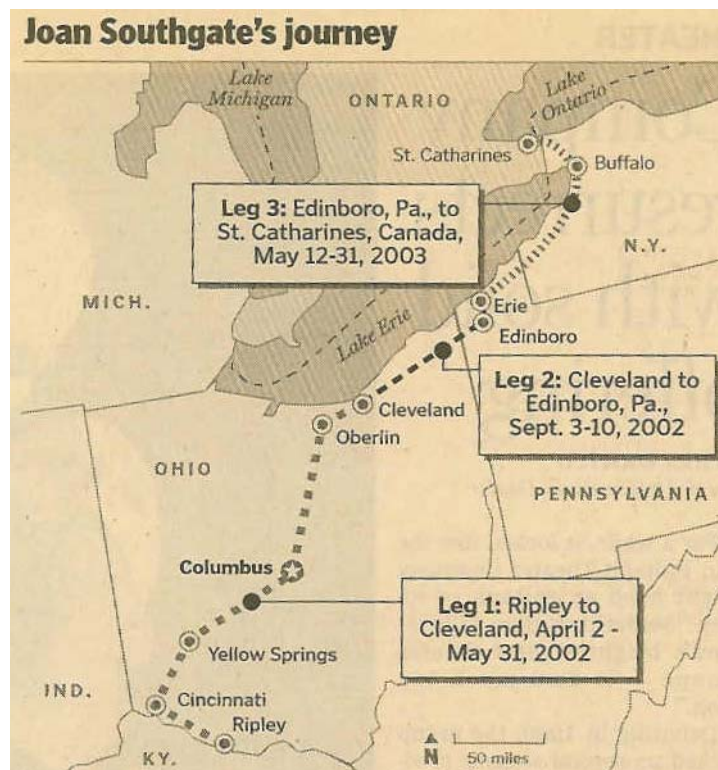 Joan Southgate's journey
Lake
Michigan
ONTARIO
Lake
Ontario
St. Catharines
Buffalo
Leg 3: Edinboro, Pa., to
St. Catharines, Canada,
May 12-31, 2003
N.Y.
MICH.
Erie
Lake Erie
Edinboro
Leg 2: Cleveland to
Edinboro, Pa.,
Sept. 3-10, 2002
Cleveland
Oberlin
OHIO
PENNSYLVANIA
Columbus
Leg 1: Ripley to
Cleveland, April 2 -
May 31, 2002
Yellow Springs
IND.
Cincinnati
Ripley
KY.
N
50 miles